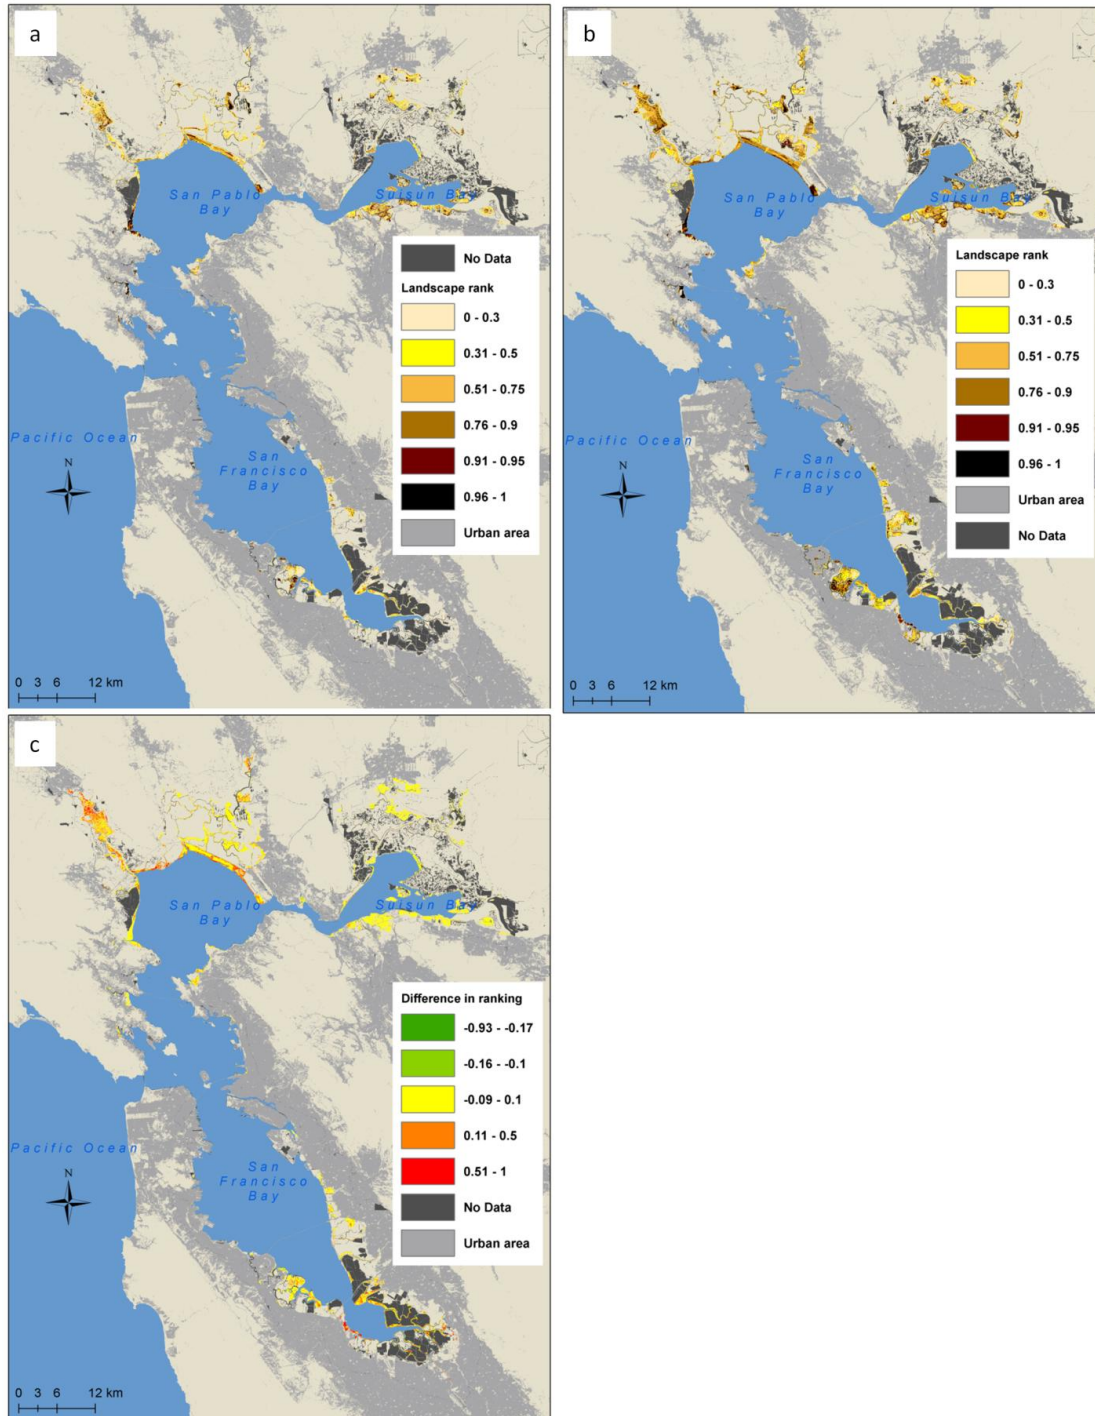 a
San Pablo
Bay
Suisun Bay
No Data
Landscape rank
0 - 0.3
0.31 - 0.5
0.51 - 0.75
0.76 - 0.9
0.91 - 0.95
0.96 - 1
Urban area
Pacific Ocean
N
San
Francisco
Bay
0 3 6 12 km
b
San Pablo
Bay
Suisun Bay
Landscape rank
0 - 0.3
0.31 - 0.5
0.51 - 0.75
0.76 - 0.9
0.91 - 0.95
0.96 - 1
Urban area
No Data
Pacific Ocean
N
San
Francisco
Bay
0 3 6 12 km
c
San Pablo
Bay
Suisun Bay
Difference in ranking
-0.93 - -0.17
-0.16 - -0.1
-0.09 - 0.1
0.11 - 0.5
0.51 - 1
No Data
Urban area
Pacific Ocean
N
San
Francisco
Bay
0 3 6 12 km